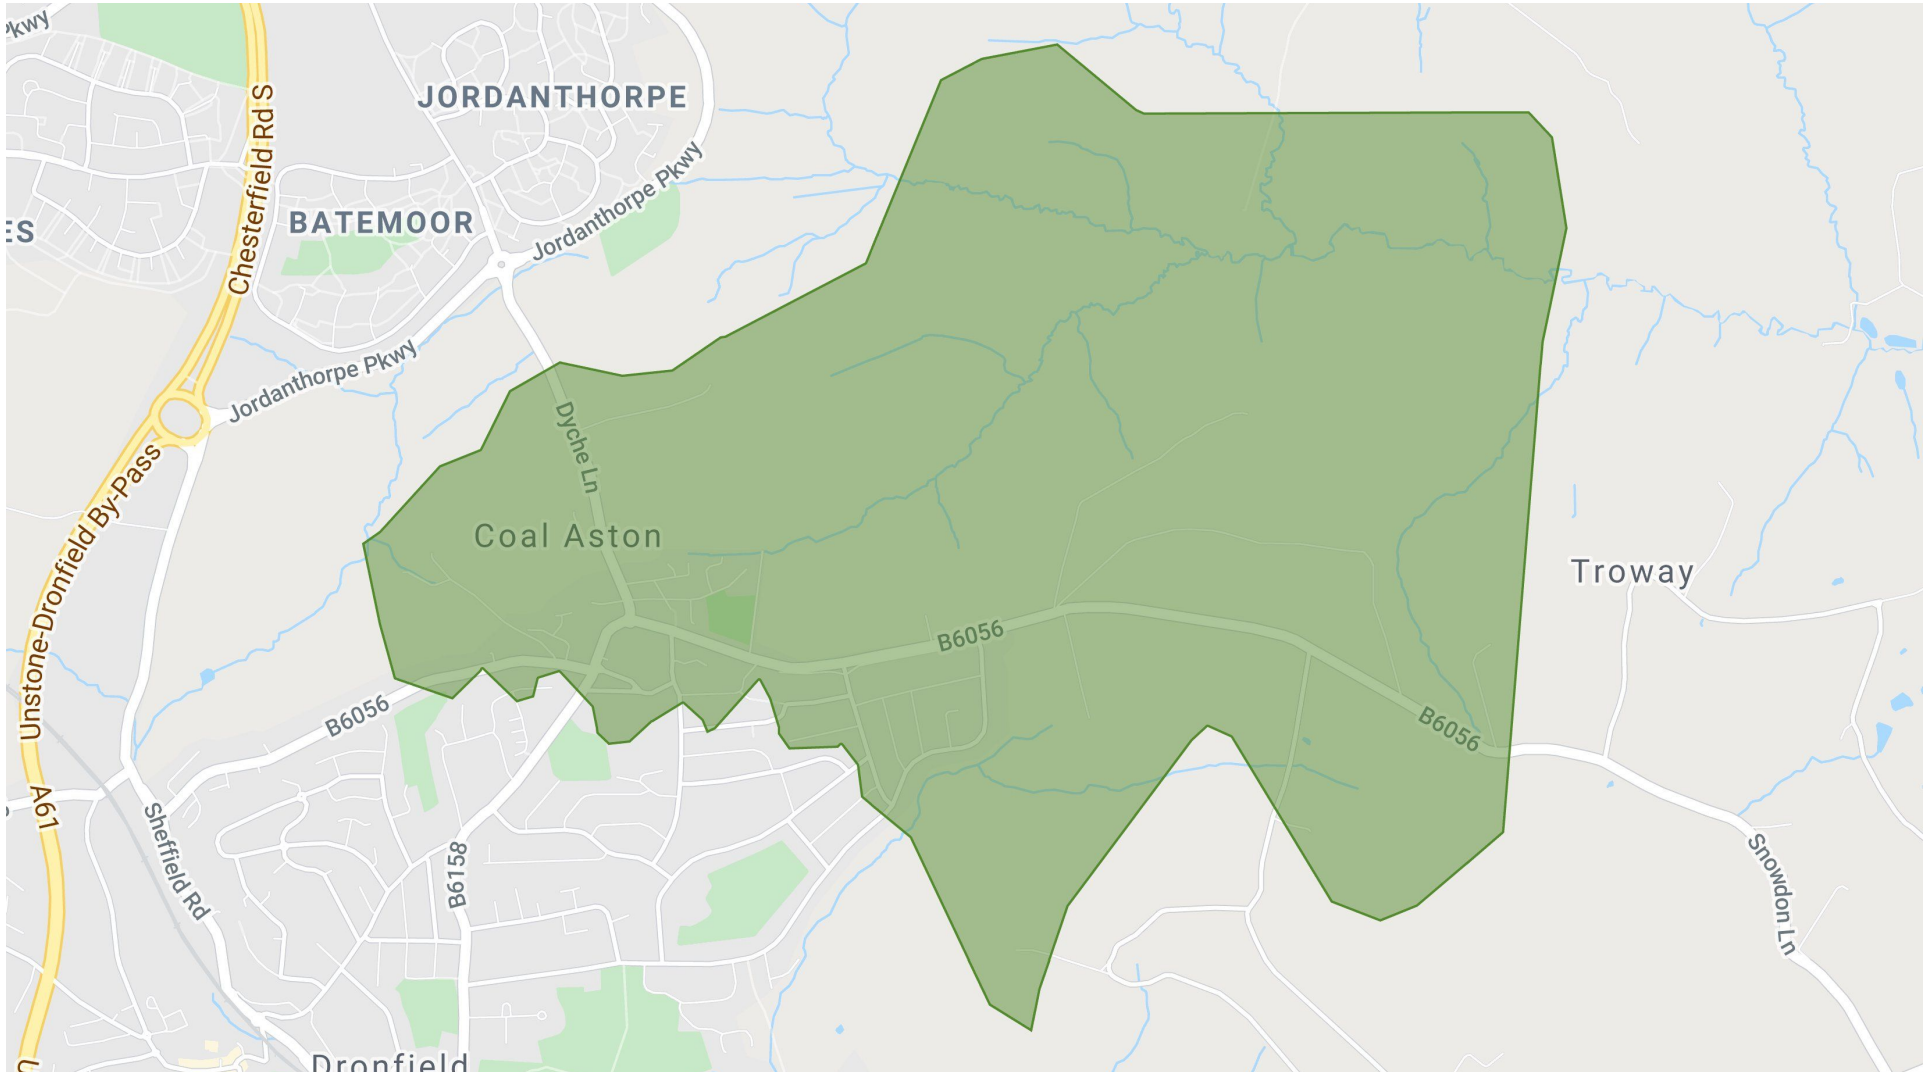 Pkwy
JORDANTHORPE
Chesterfield Rd S
Jordanthorpe Pkwy
BATEMOOR
ES
Jordanthorpe Pkwy
Dyche Ln
Unstone-Dronfield By-Pass
Coal Aston
Troway
B6056
B6056
B6056
A61
Sheffield Rd
B6158
Snowdon Ln
Dronfield